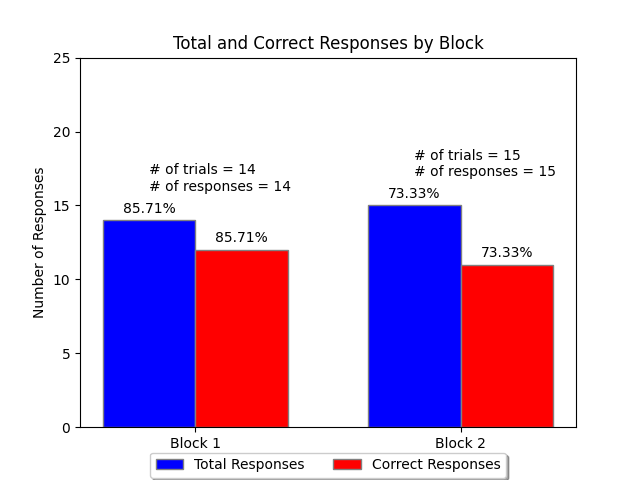 Total and Correct Responses by Block
Number of Responses
25
20
15
10
5
0
# of trials = 14
# of responses = 14
85.71%
85.71%
# of trials = 15
# of responses = 15
73.33%
73.33%
Block 1
Block 2
Total Responses
Correct Responses